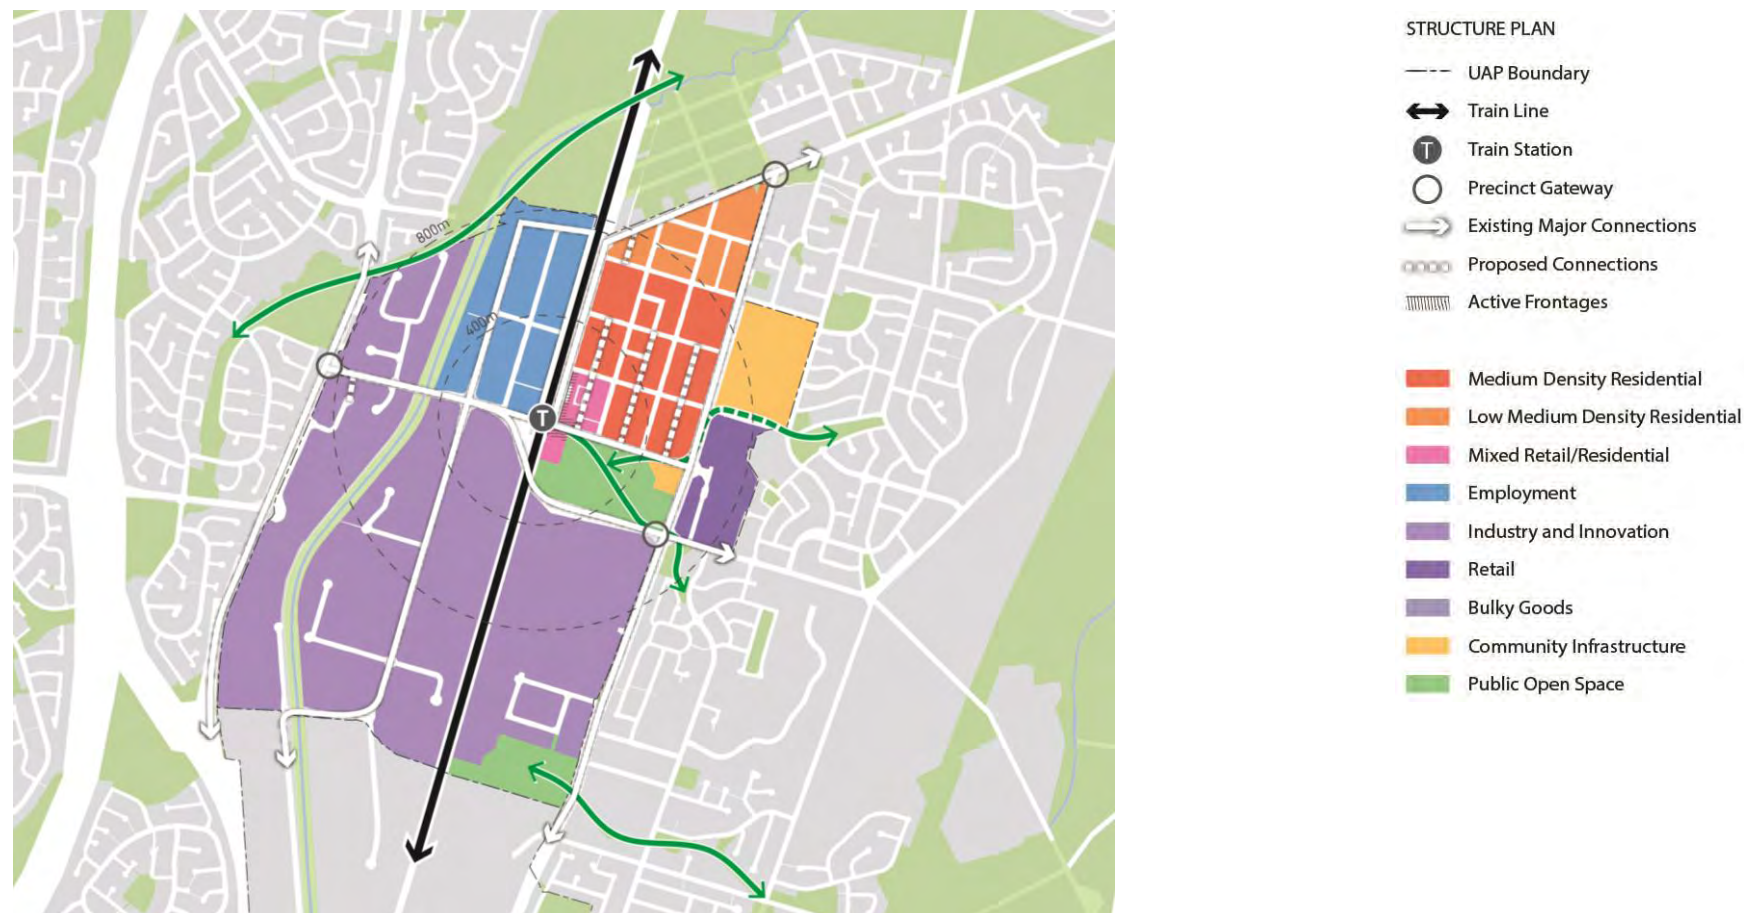 STRUCTURE PLAN
UAP Boundary
Train Line
T Train Station
Precinct Gateway
Existing Major Connections
Proposed Connections
Active Frontages
Medium Density Residential
Low Medium Density Residential
Mixed Retail/Residential
Employment
Industry and Innovation
Retail
Bulky Goods
Community Infrastructure
Public Open Space
800m
400m
T